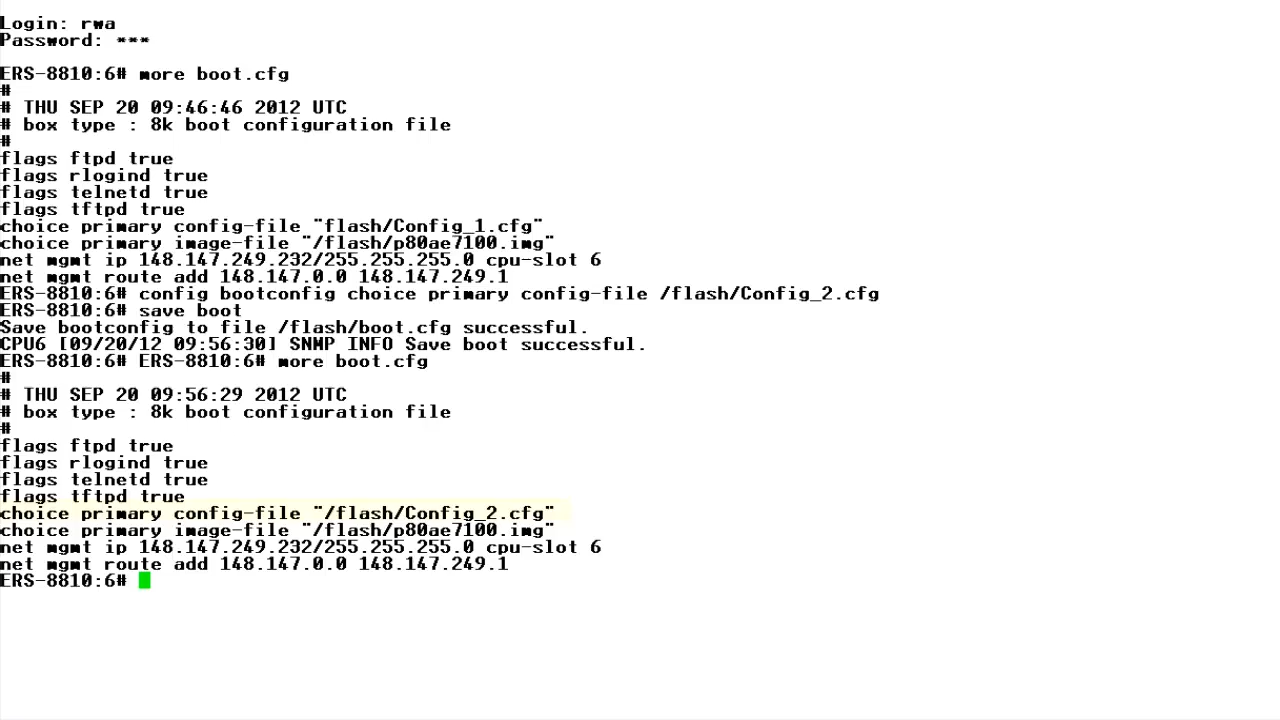 Login: rwa
Password: ***
ERS-8810:6# more boot.cfg
#
# THU SEP 20 09:46:46 2012 UTC
# box type : 8k boot configuration file
#
flags ftpd true
flags rlogind true
flags telnetd true
flags tftpd true
choice primary config-file "flash/Config_1.cfg"
choice primary image-file "/flash/p80ae7100.img"
net mgmt ip 148.147.249.232/255.255.255.0 cpu-slot 6
net mgmt route add 148.147.0.0 148.147.249.1
ERS-8810:6# config bootconfig choice primary config-file /flash/Config_2.cfg
ERS-8810:6# save boot
Save bootconfig to file /flash/boot.cfg successful.
CPU6 [09/20/12 09:56:30] SNMP INFO Save boot successful.
ERS-8810:6# ERS-8810:6# more boot.cfg
#
# THU SEP 20 09:56:29 2012 UTC
# box type : 8k boot configuration file
#
flags ftpd true
flags rlogind true
flags telnetd true
flags tftpd true
choice primary config-file "/flash/Config_2.cfg"
choice primary image-file "/flash/p80ae7100.img"
net mgmt ip 148.147.249.232/255.255.255.0 cpu-slot 6
net mgmt route add 148.147.0.0 148.147.249.1
ERS-8810:6#